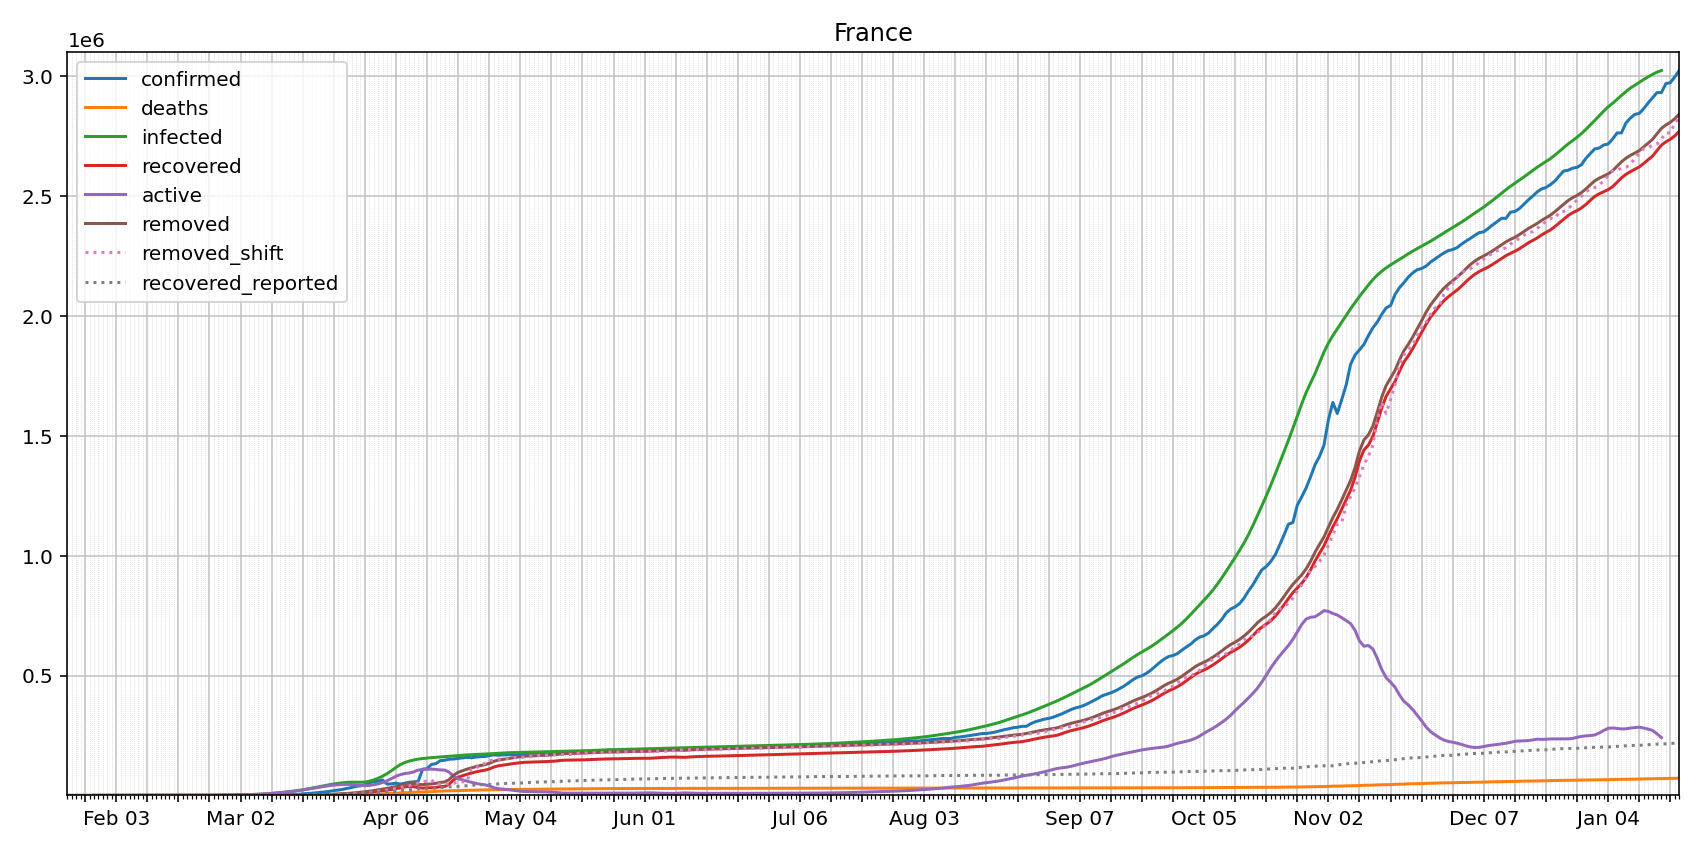 France
1e6
3.0
2.5
2.0
1.5
1.0
0.5
confirmed
deaths
infected
recovered
active
removed
removed_shift
recovered_reported
Feb 03 Mar 02 Apr 06 May 04 Jun 01 Jul 06 Aug 03 Sep 07 Oct 05 Nov 02 Dec 07 Jan 04